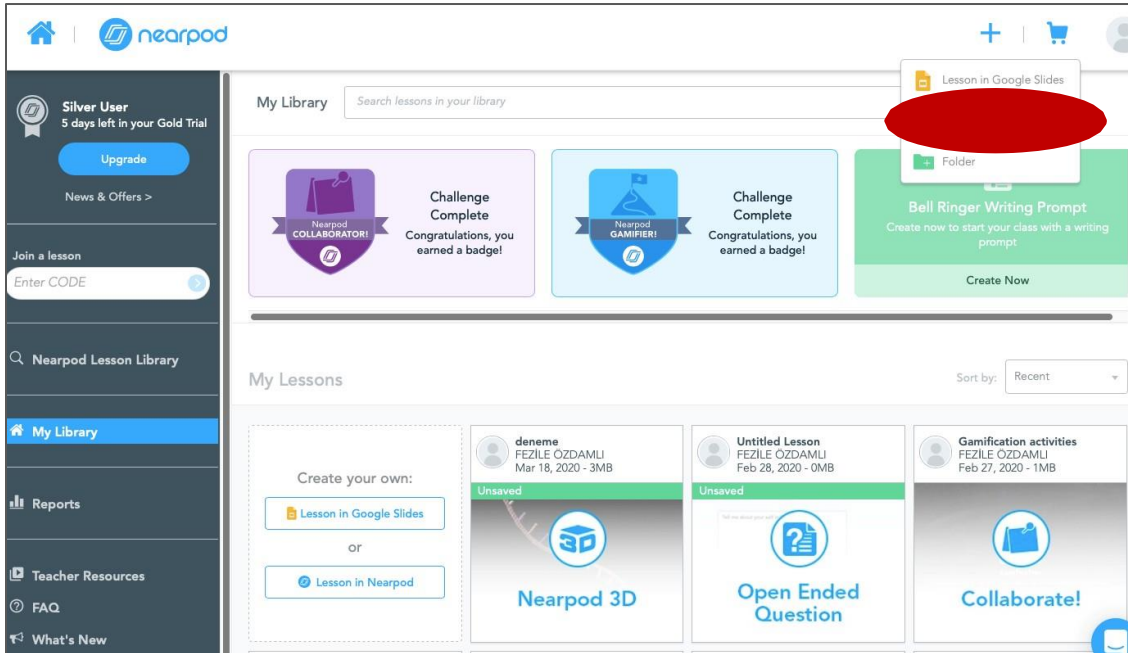 nearpod
Lesson in Google Slides
Folder
Silver User
5 days left in your Gold Trial
Upgrade
News & Offers >
Join a lesson
Enter CODE
Nearpod Lesson Library
My Library
Reports
Teacher Resources
FAQ
What's New
My Library
Search lessons in your library
Nearpod
COLLABORATOR!
Challenge
Complete
Congratulations, you
earned a badge!
Nearpod
GAMIFIER!
Challenge
Complete
Congratulations, you
earned a badge!
Bell Ringer Writing Prompt
Create now to start your class with a writing
prompt
Create Now
My Lessons
Sort by:
Recent
Create your own:
Lesson in Google Slides
or
Lesson in Nearpod
deneme
FEZİLE ÖZDAMLI
Mar 18, 2020 - 3MB
Unsaved
3D
Nearpod 3D
Untitled Lesson
FEZİLE ÖZDAMLI
Feb 28, 2020 - 0MB
Unsaved
Open Ended
Question
Gamification activities
FEZİLE ÖZDAMLI
Feb 27, 2020 - 1MB
Collaborate!